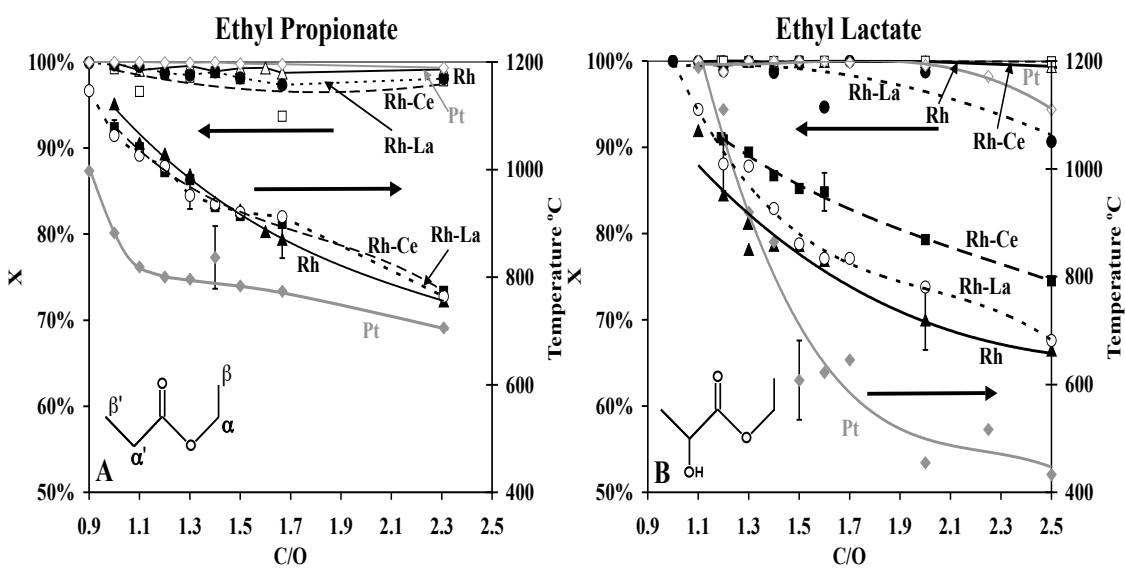 Ethyl Propionate
100%
90%
80%
70%
60%
50%
X
0.9
1.1
1.3
1.5
1.7
1.9
2.1
2.3
2.5
C/O
1200
1000
800
600
400
Temperature ºC
Rh
Rh-Ce
Pt
Rh-La
Rh-La
Rh-Ce
Rh
Pt
O
β
β'
α
O
α'
A
Ethyl Lactate
100%
90%
80%
70%
60%
50%
X
0.9
1.1
1.3
1.5
1.7
1.9
2.1
2.3
2.5
C/O
1200
1000
800
600
400
Temperature ºC
Pt
Rh-La
Rh
Rh-Ce
Rh-Ce
Rh-La
Rh
Pt
O
O
OH
B